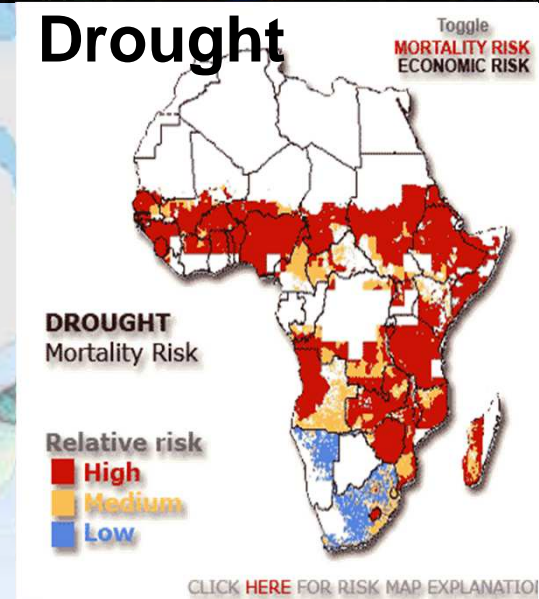 Drought
Toggle
MORTALITY RISK
ECONOMIC RISK
DROUGHT
Mortality Risk
Relative risk
High
Medium
Low
CLICK HERE FOR RISK MAP EXPLANATION